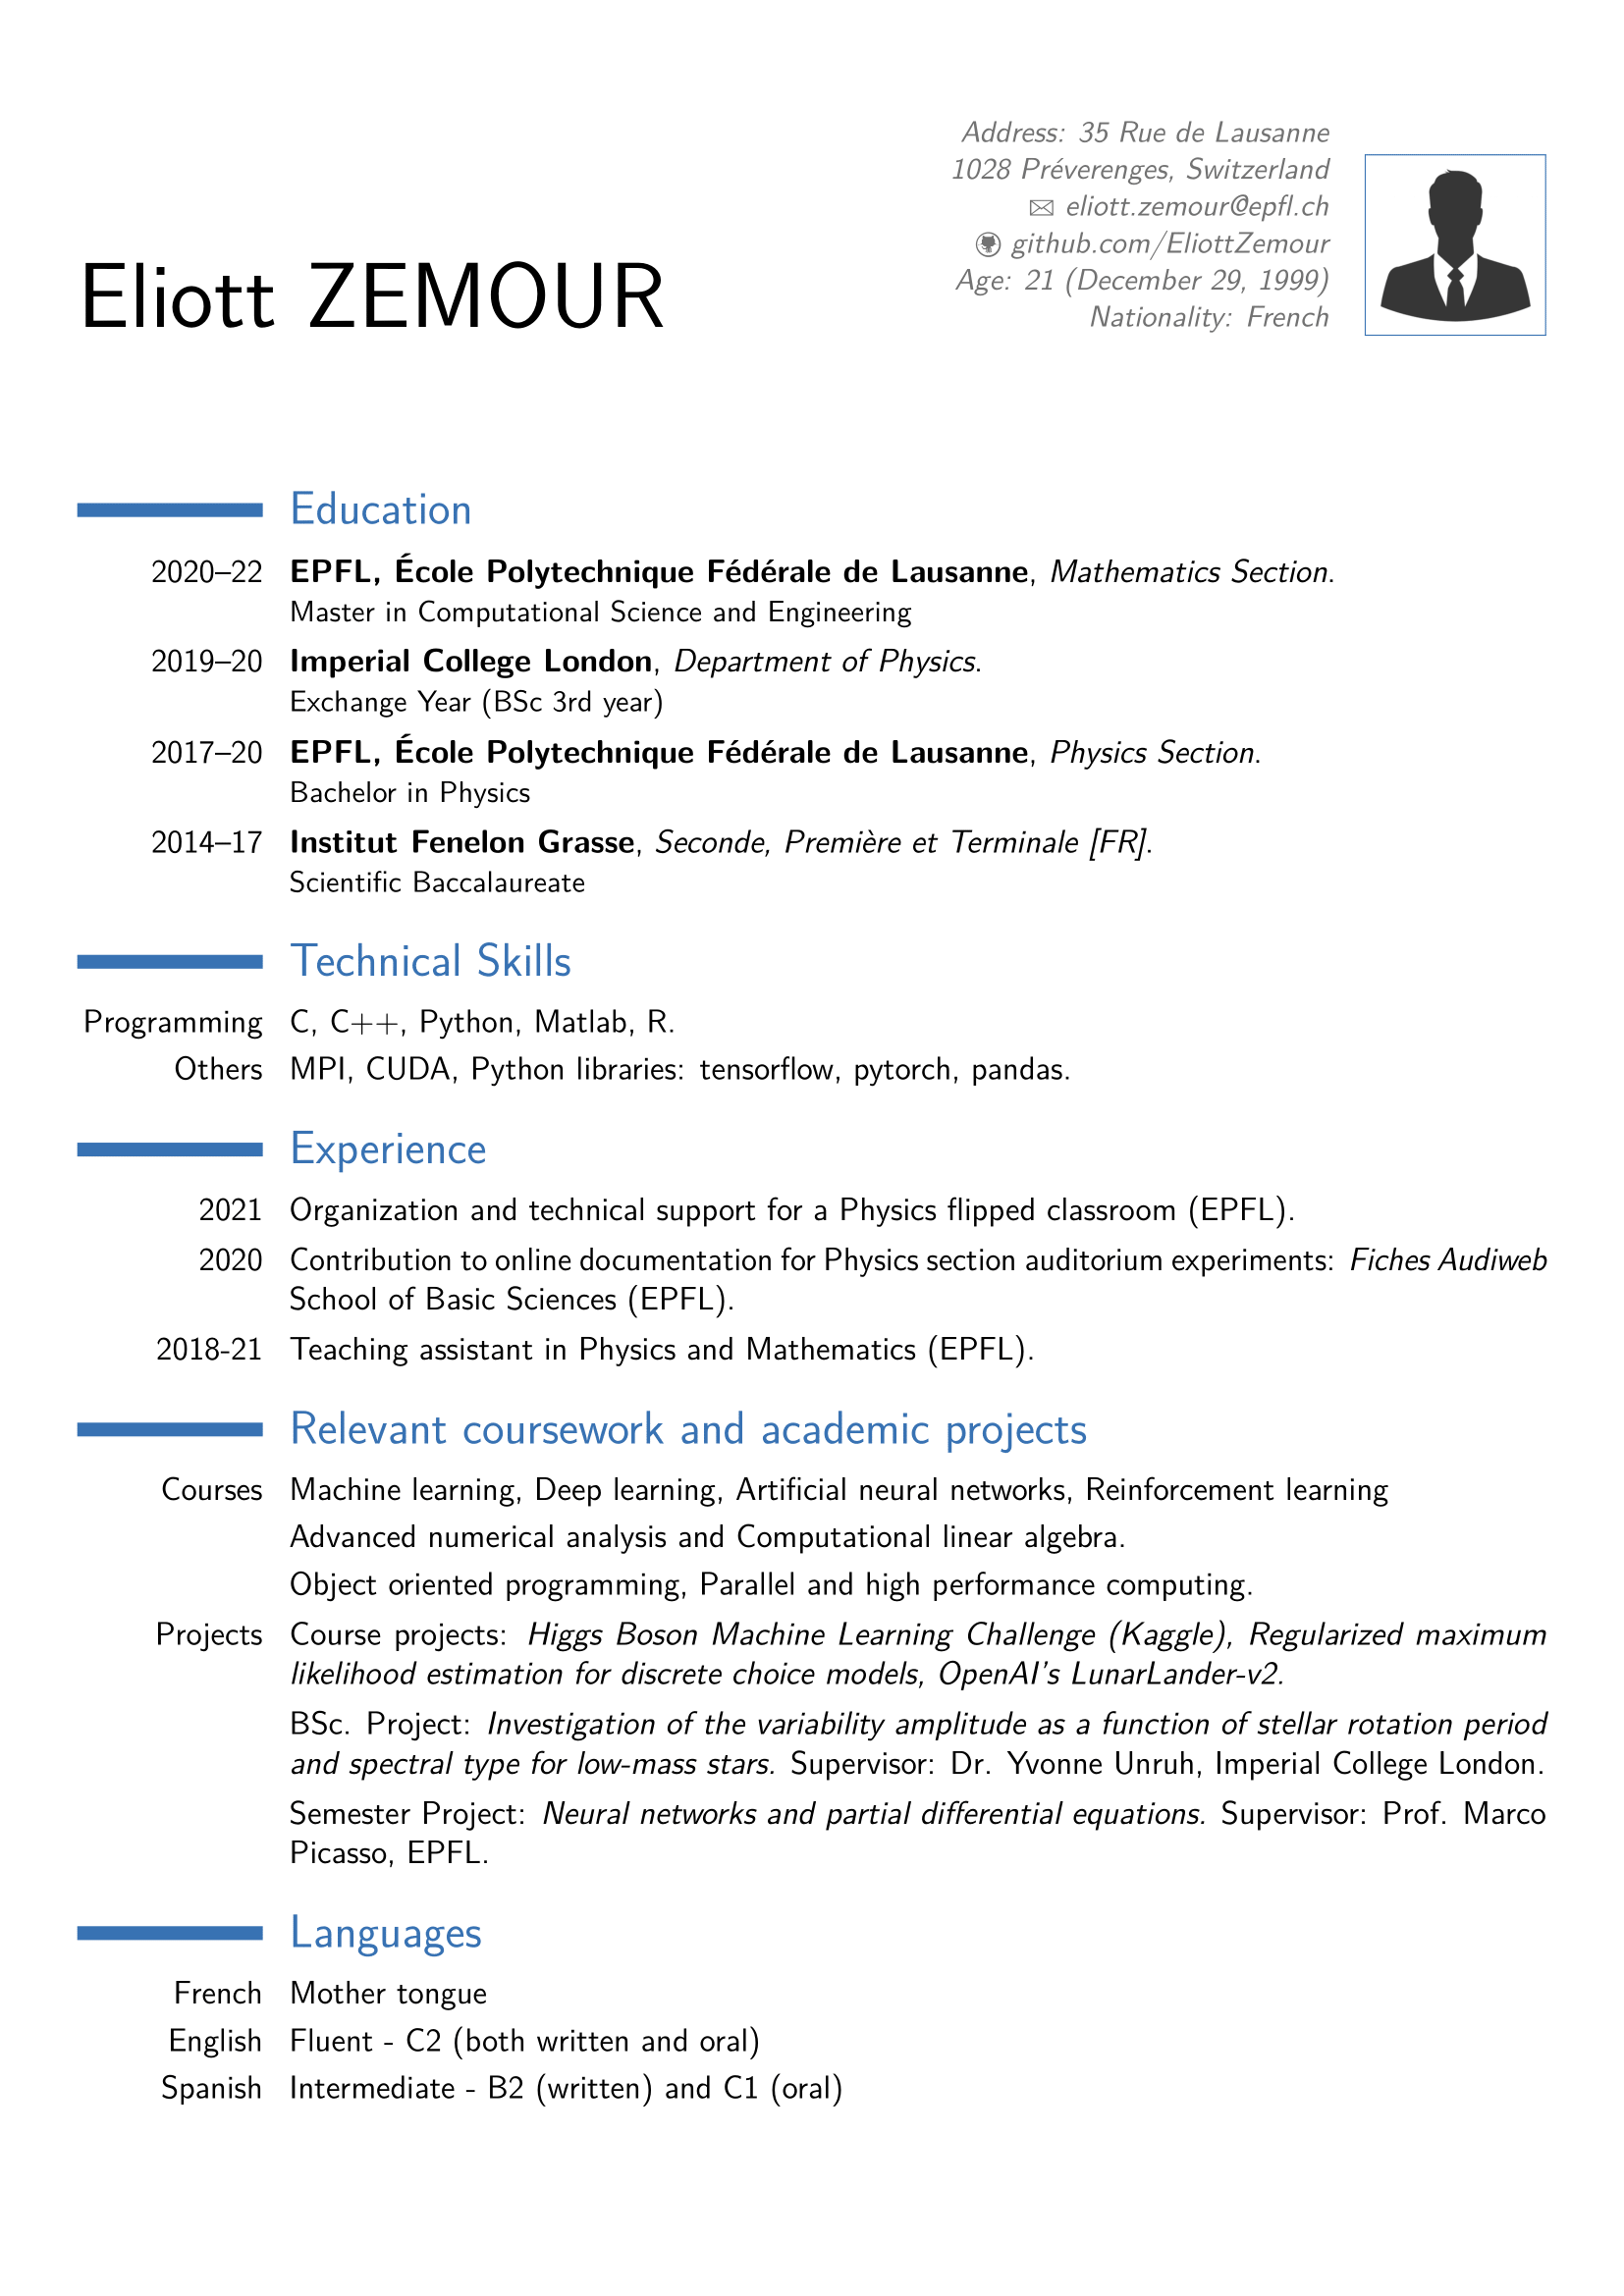 Address: 35 Rue de Lausanne
1028 Préverenges, Switzerland
eliott.zemour@epfl.ch
github.com/EliottZemour
Age: 21 (December 29, 1999)
Nationality: French
Eliott ZEMOUR
Education
2020–22 EPFL, École Polytechnique Fédérale de Lausanne, Mathematics Section.
Master in Computational Science and Engineering
2019–20 Imperial College London, Department of Physics.
Exchange Year (BSc 3rd year)
2017–20 EPFL, École Polytechnique Fédérale de Lausanne, Physics Section.
Bachelor in Physics
2014–17 Institut Fenelon Grasse, Seconde, Première et Terminale [FR].
Scientific Baccalaureate
Technical Skills
Programming C, C++, Python, Matlab, R.
Others MPI, CUDA, Python libraries: tensorflow, pytorch, pandas.
Experience
2021 Organization and technical support for a Physics flipped classroom (EPFL).
2020 Contribution to online documentation for Physics section auditorium experiments: Fiches Audiweb
School of Basic Sciences (EPFL).
2018-21 Teaching assistant in Physics and Mathematics (EPFL).
Relevant coursework and academic projects
Courses Machine learning, Deep learning, Artificial neural networks, Reinforcement learning
Advanced numerical analysis and Computational linear algebra.
Object oriented programming, Parallel and high performance computing.
Projects Course projects: Higgs Boson Machine Learning Challenge (Kaggle), Regularized maximum
likelihood estimation for discrete choice models, OpenAI's LunarLander-v2.
BSc. Project: Investigation of the variability amplitude as a function of stellar rotation period
and spectral type for low-mass stars. Supervisor: Dr. Yvonne Unruh, Imperial College London.
Semester Project: Neural networks and partial differential equations. Supervisor: Prof. Marco
Picasso, EPFL.
Languages
French Mother tongue
English Fluent - C2 (both written and oral)
Spanish Intermediate - B2 (written) and C1 (oral)